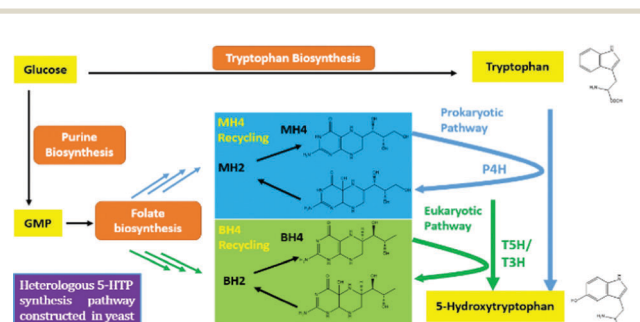 Tryptophan Biosynthesis
Glucose
Tryptophan
Purine
Biosynthesis
MH4
Recycling
MH4
MH2
Prokaryotic
Pathway
P4H
GMP
Folate
biosynthesis
BH4
Recycling
BH4
BH2
Eukaryotic
Pathway
T5H/
T3H
Heterologous 5-HTP
synthesis pathway
constructed in yeast
5-Hydroxytryptophan